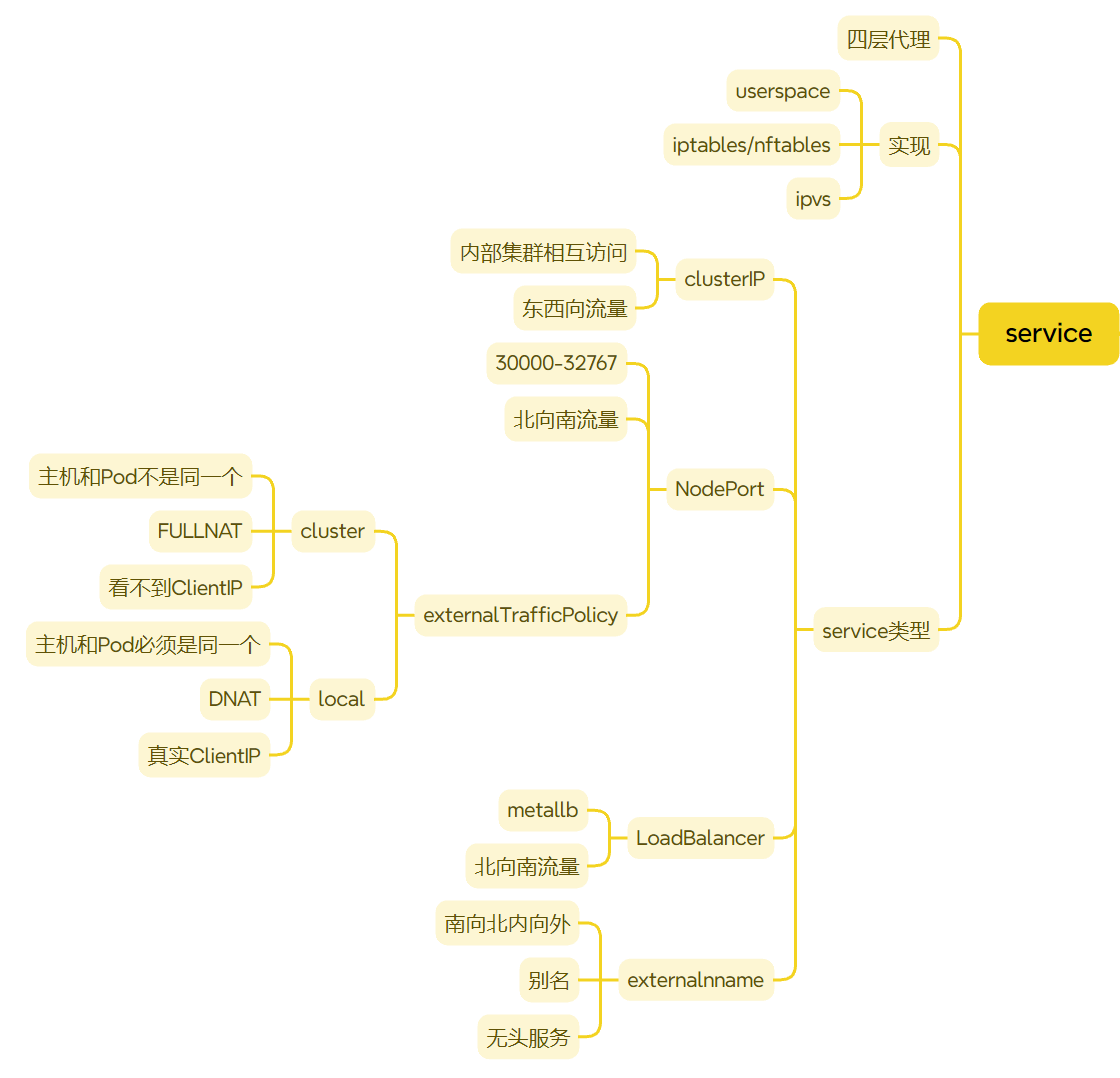 service
四层代理
实现
userspace
iptables/nftables
ipvs
service类型
clusterIP
内部集群相互访问
东西向流量
NodePort
30000-32767
北向南流量
externalTrafficPolicy
cluster
主机和Pod不是同一个
FULLNAT
看不到ClientIP
local
主机和Pod必须是同一个
DNAT
真实ClientIP
LoadBalancer
metallb
北向南流量
externalnname
南向北内向外
别名
无头服务